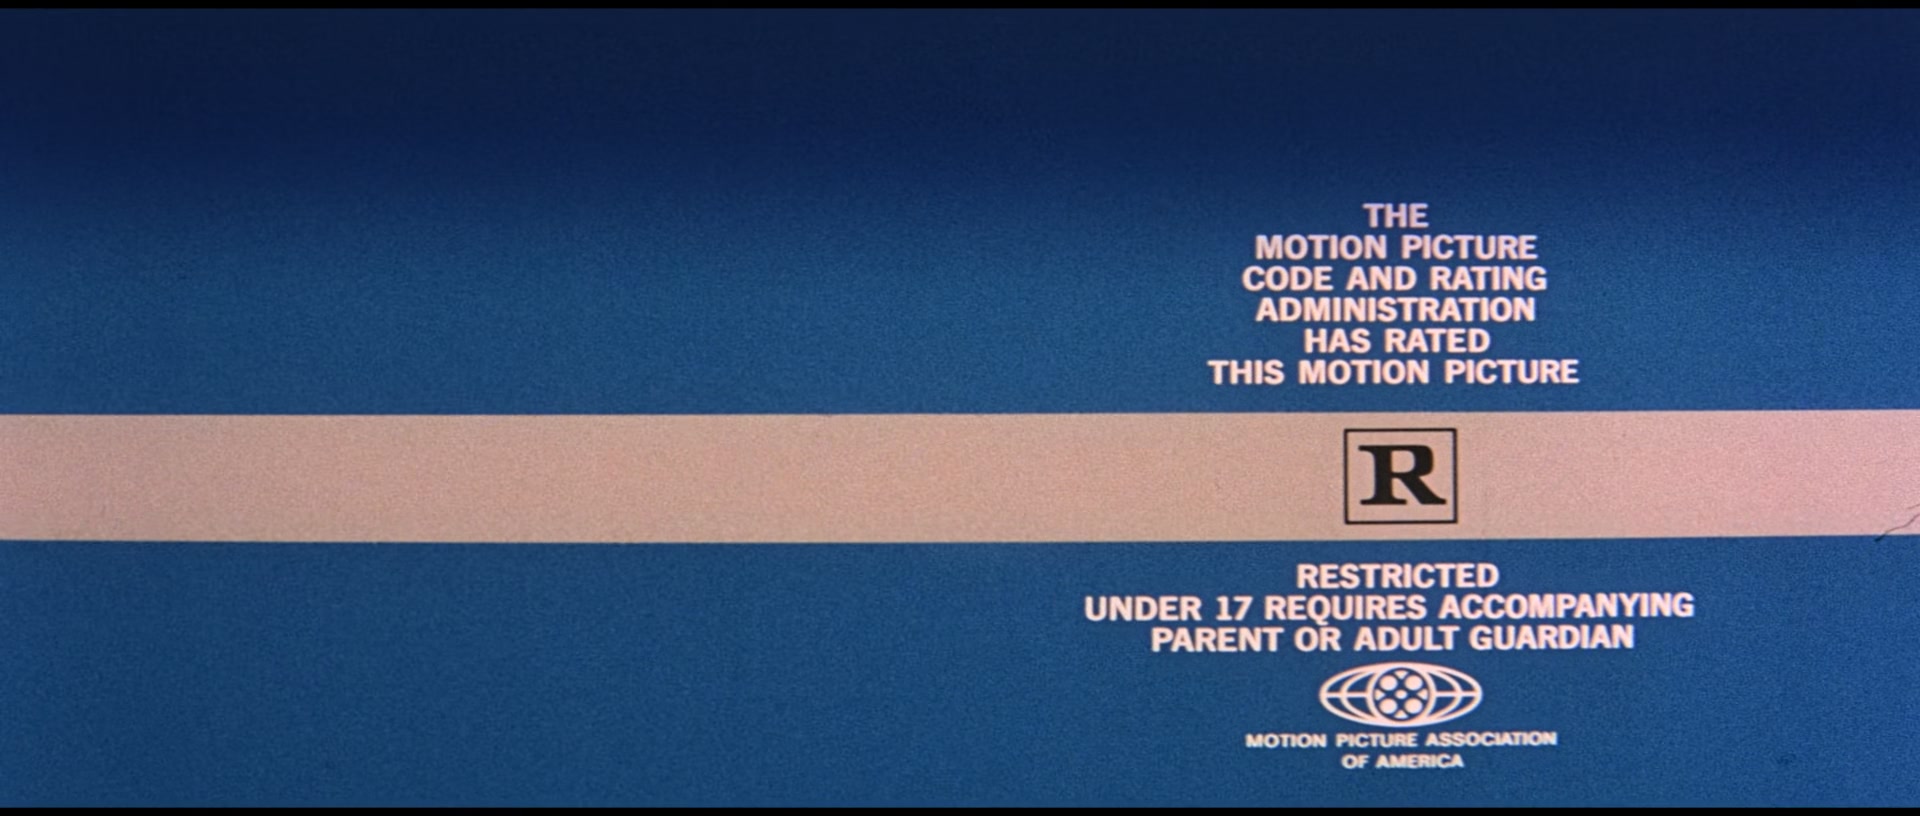 THE
MOTION PICTURE
CODE AND RATING
ADMINISTRATION
HAS RATED
THIS MOTION PICTURE
R
RESTRICTED
UNDER 17 REQUIRES ACCOMPANYING
PARENT OR ADULT GUARDIAN
MOTION PICTURE ASSOCIATION
OF AMERICA